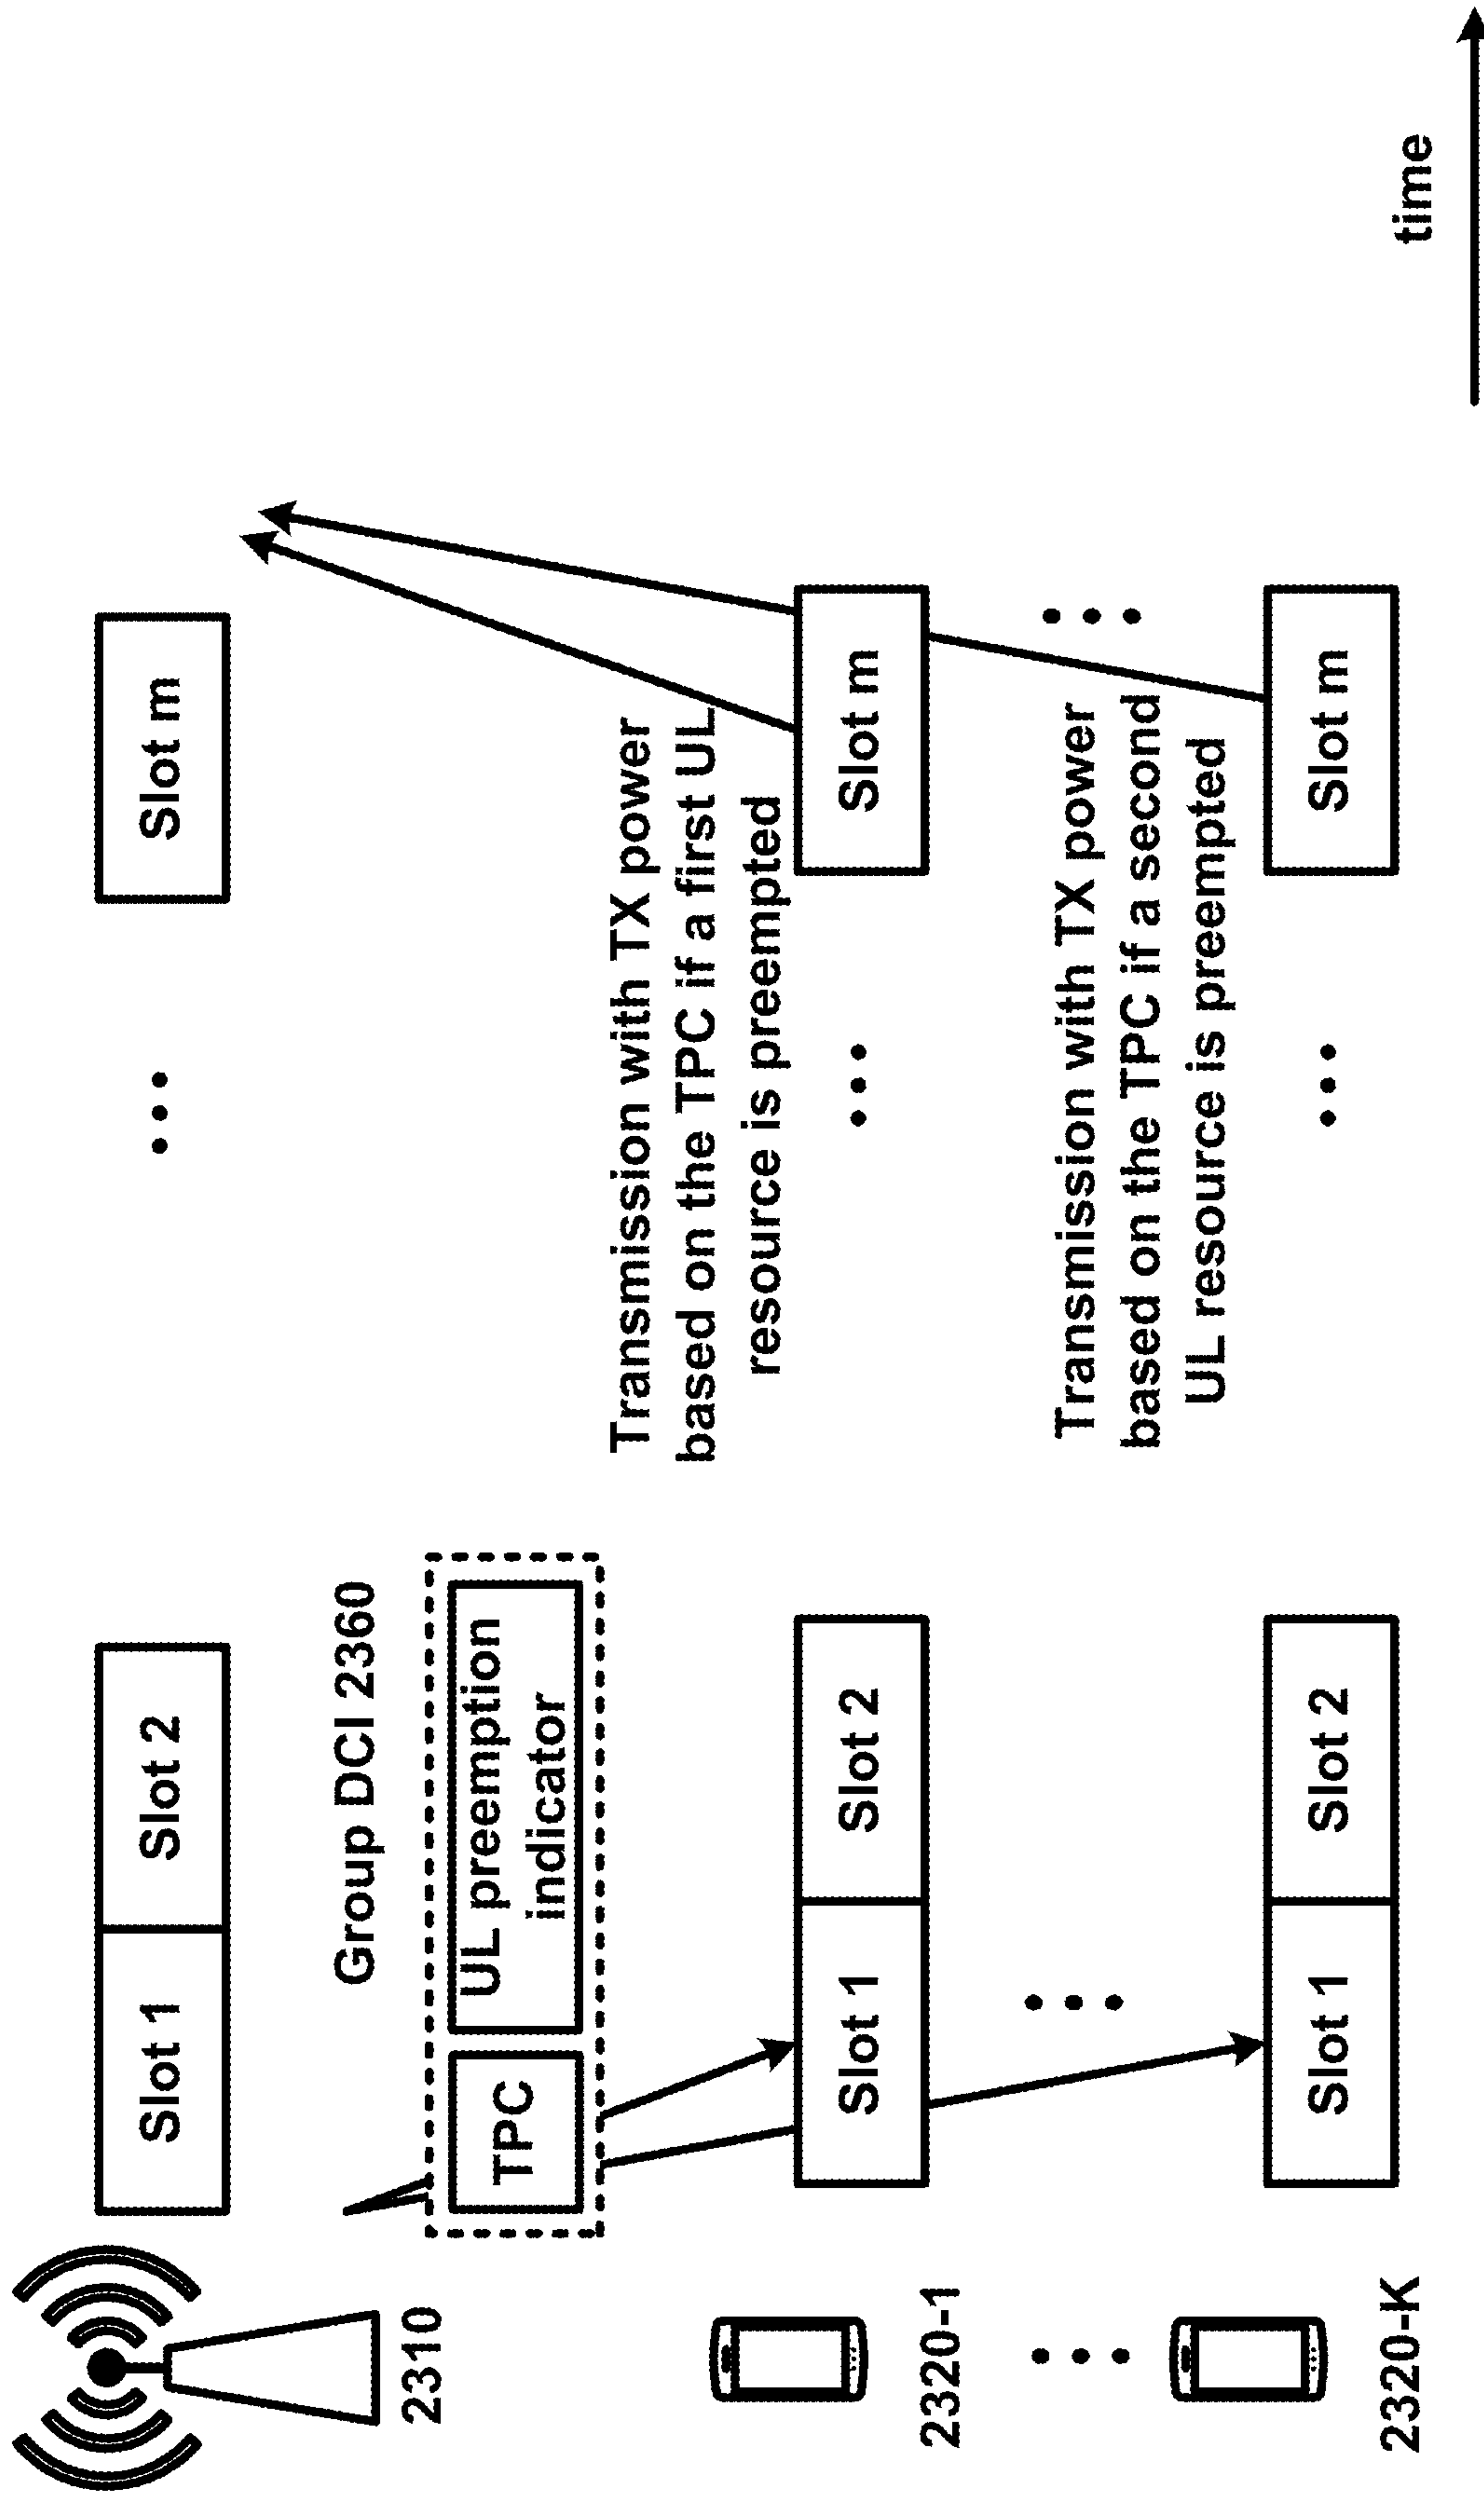 Slot 1
Slot 2
Slot m
2310
Group DCI 2360
TPC
UL preemption
indicator
Transmission with TX power
based on the TPC if a first UL
resource is preempted
Slot 1
Slot 2
Slot m
2320-1
Transmission with TX power
based on the TPC if a second
UL resource is preempted
Slot 1
Slot 2
Slot m
2320-K
time